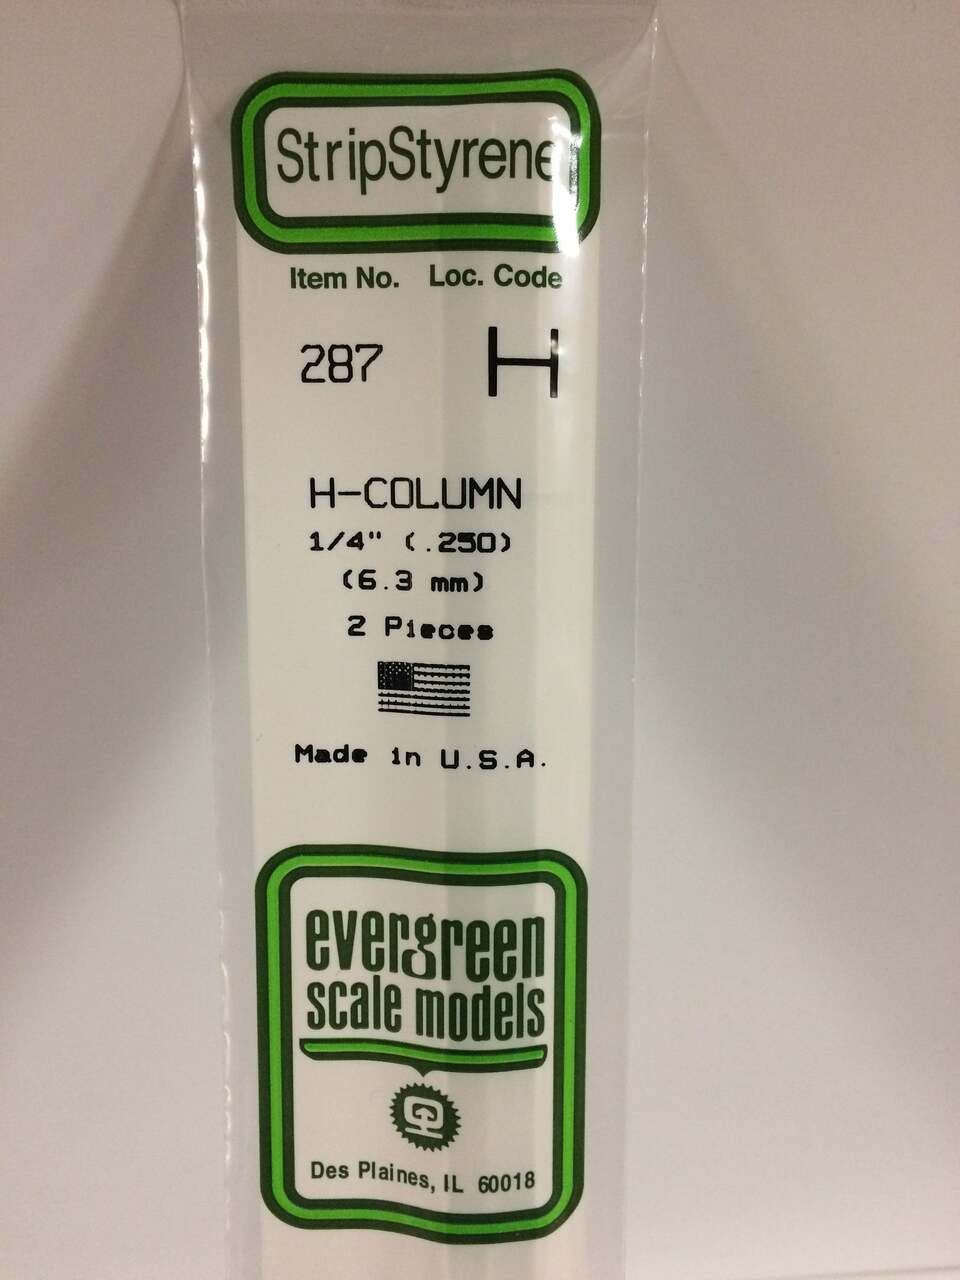 StripStyrene
Item No. Loc. Code
287 H
H-COLUMN
1/4" (.250)
(6.3 mm)
2 Pieces
Made in U.S.A.
evergreen
scale models
Des Plaines, IL 60018